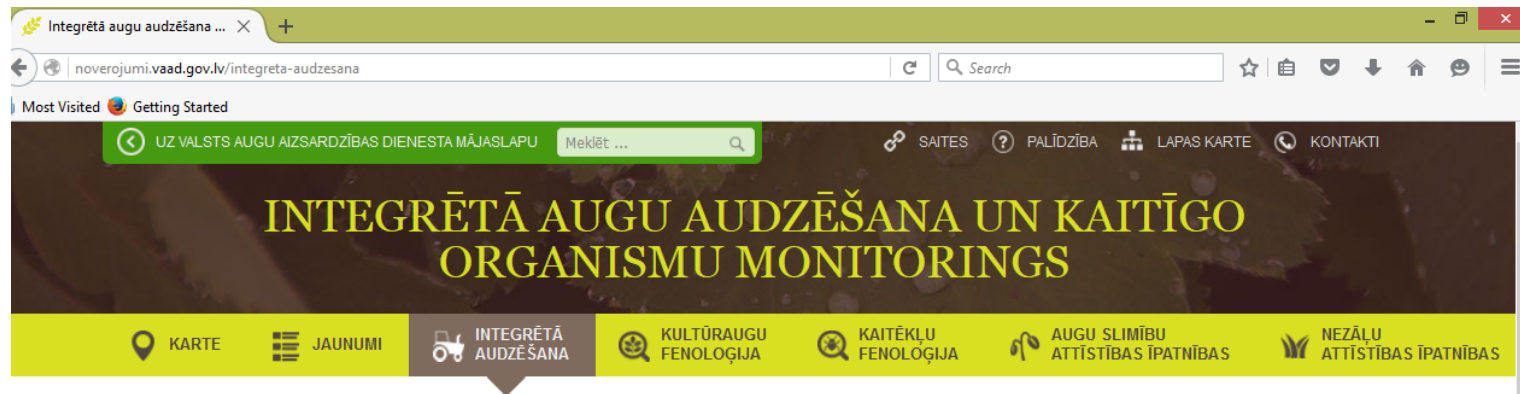 Integrētā augu audzēšana ...
noverojumi.vaad.gov.lv/integreta-audzesana
Search
Most Visited
Getting Started
UZ VALSTS AUGU AIZSARDZĪBAS DIENESTA MĀJASLAPU
Meklēt ...
SAITES
PALĪDZĪBA
LAPAS KARTE
KONTAKTI
INTEGRĒTĀ AUGU AUDZĒŠANA UN KAITĪGO
ORGANISMU MONITORINGS
KARTE
JAUNUMI
INTEGRĒTĀ
AUDZĒŠANA
KULTŪRAUGU
FENOLOĢIJA
KAITĒKĻU
FENOLOĢIJA
AUGU SLIMĪBU
ATTĪSTĪBAS ĪPATNĪBAS
NEZĀĻU
ATTĪSTĪBAS ĪPATNĪBAS